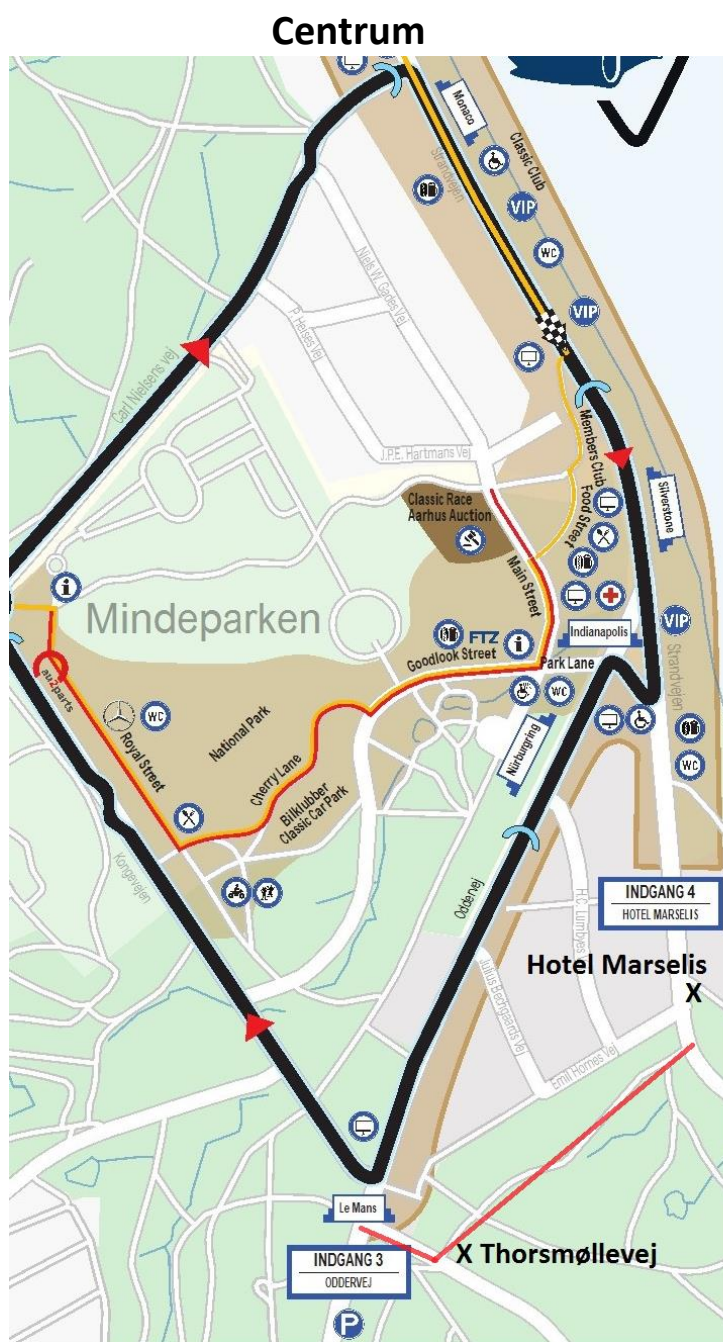 Centrum
Monaco
Classic Club
Strandvejen
VIP
WC
VIP
Niels W. Gades Vej
P. Heises Vej
Carl Nielsens vej
J.P.E. Hartmans Vej
Members Club
Food Street
Silverstone
Classic Race
Aarhus Auction
Main Street
Mindeparken
FTZ
Goodlook Street
Indianapolis
Park Lane
VIP
Strandvejen
WC
WC
au2parts
WC
Royal Street
National Park
Nürburgring
Cherry Lane
Bilklubber
Classic Car Park
Kongevejen
Oddervej
H.C. Lumbyes
INDGANG 4
HOTEL MARSELIS
Hotel Marselis
X
Julius Bechgaards Vej
Emil Hornes Vej
Le Mans
X Thorsmøllevej
INDGANG 3
ODDERVEJ
P